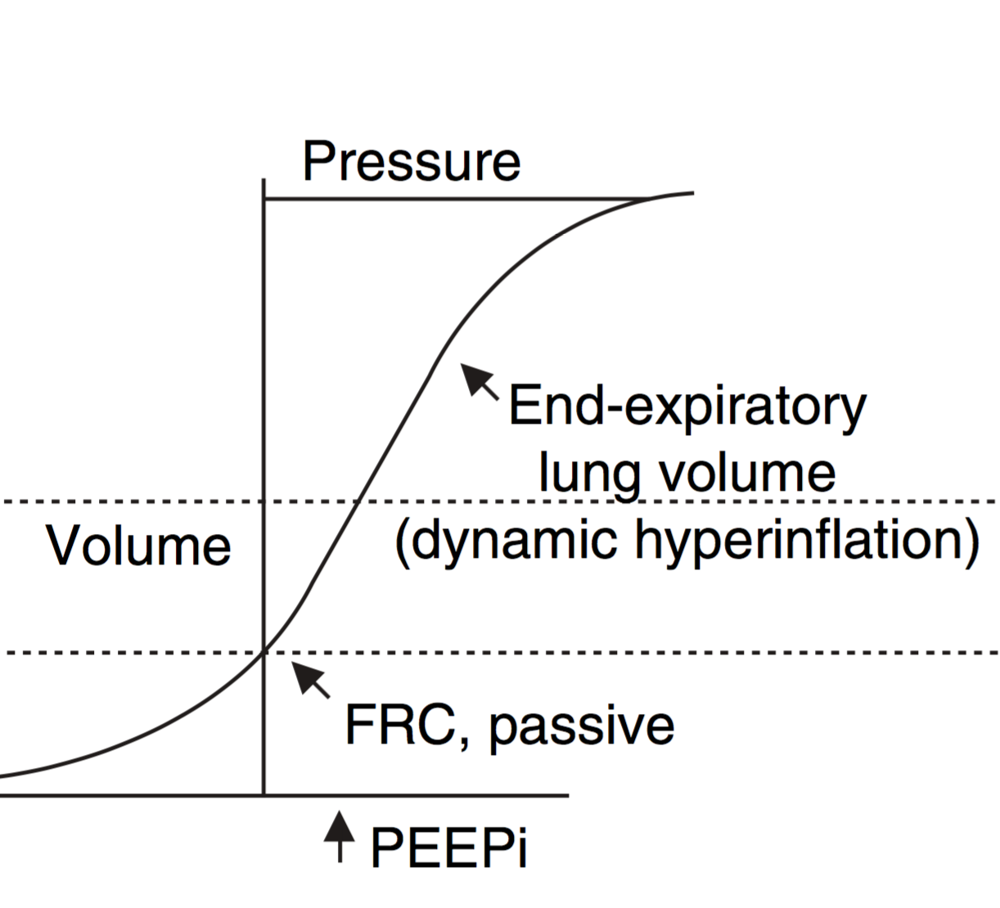 Pressure
End-expiratory
lung volume
Volume
(dynamic hyperinflation)
FRC, passive
PEEPi